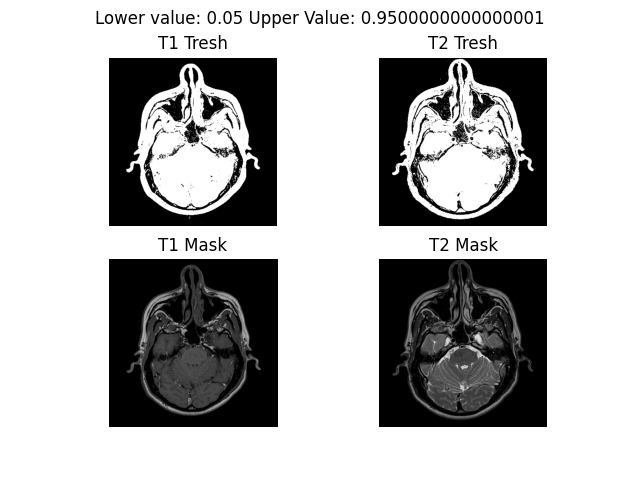 Lower value: 0.05 Upper Value: 0.9500000000000001
T1 Tresh
T2 Tresh
T1 Mask
T2 Mask